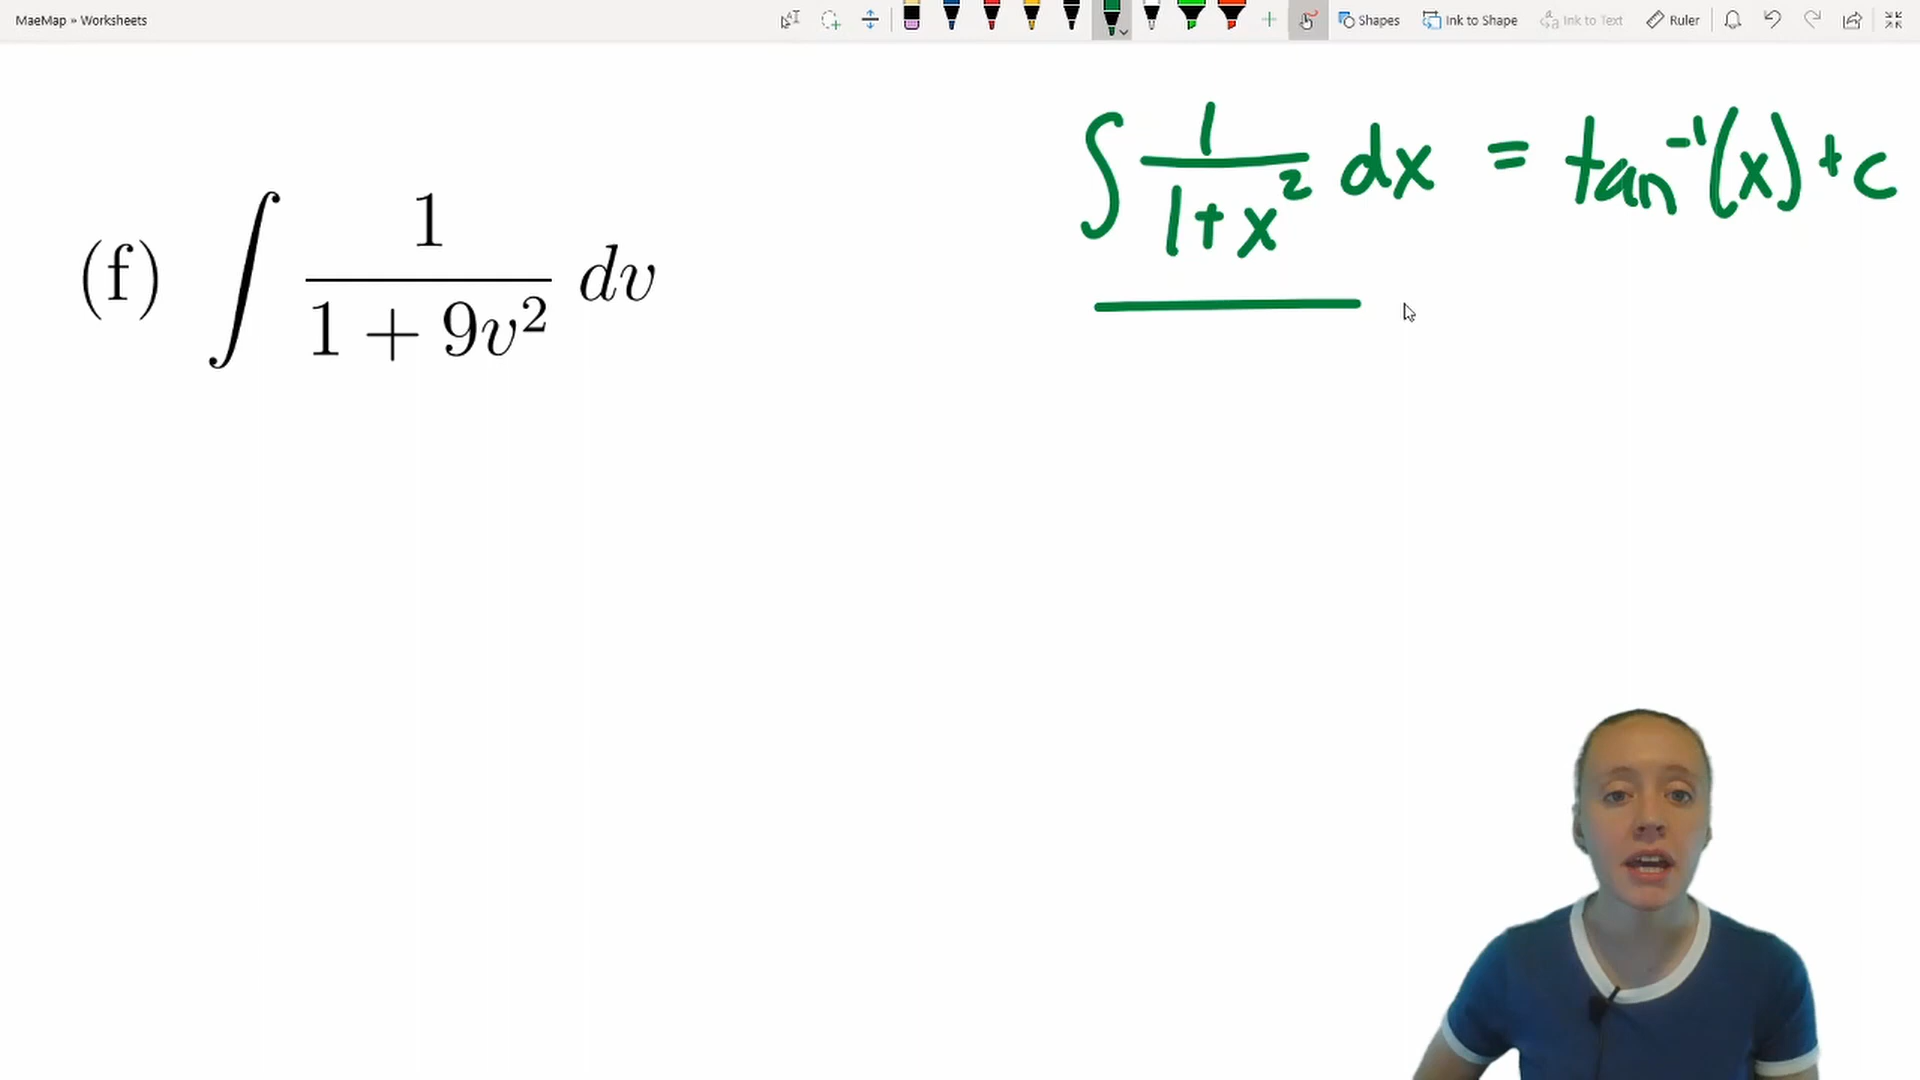 MaeMap » Worksheets
Shapes Ink to Shape Ink to Text Ruler
∫ 1/(1+x²) dx = tan⁻¹(x) + c
(f) ∫ 1/(1 + 9v²) dv